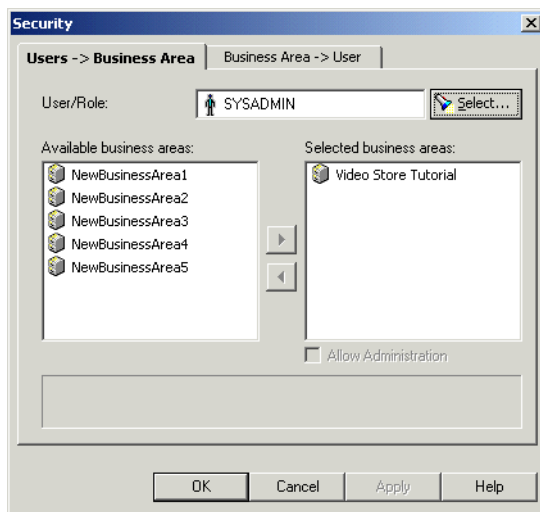 Security
Users -> Business Area
Business Area -> User
User/Role: SYSADMIN Select...
Available business areas:
Selected business areas:
NewBusinessArea1
NewBusinessArea2
NewBusinessArea3
NewBusinessArea4
NewBusinessArea5
Video Store Tutorial
Allow Administration
OK Cancel Apply Help